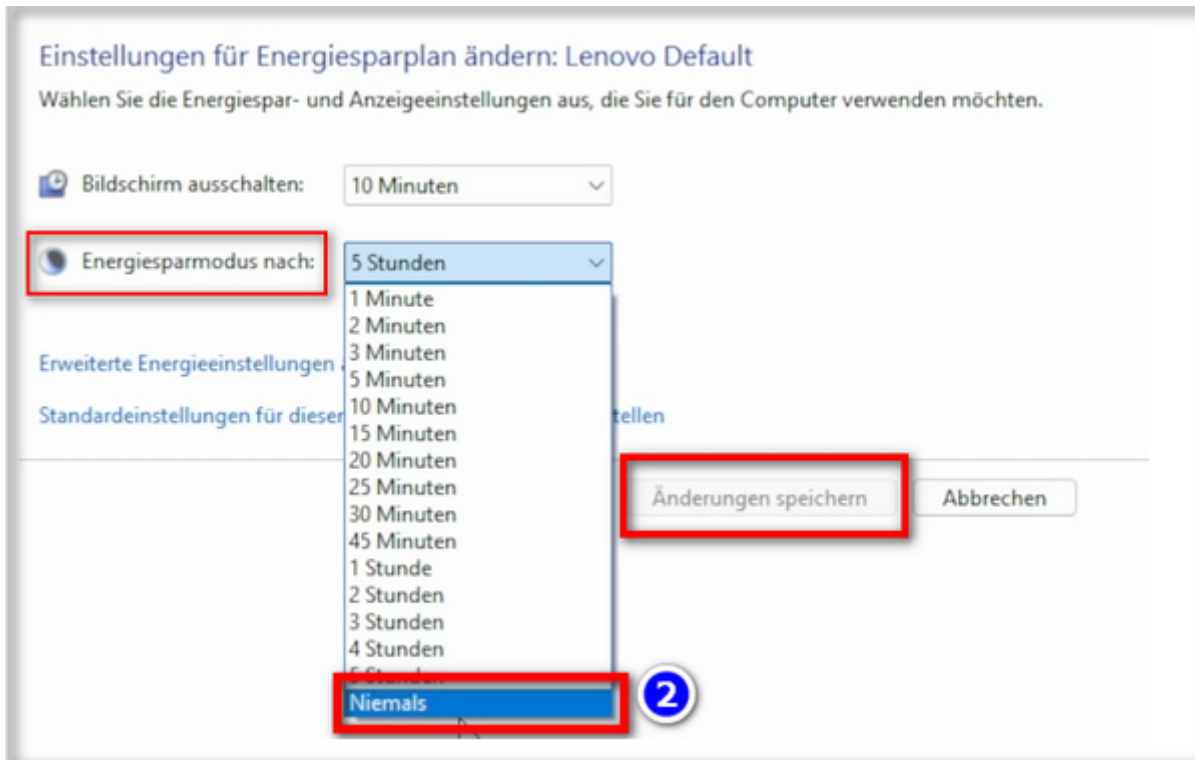 Einstellungen für Energiesparplan ändern: Lenovo Default
Wählen Sie die Energiespar- und Anzeigeeinstellungen aus, die Sie für den Computer verwenden möchten.
Bildschirm ausschalten: 10 Minuten
Energiesparmodus nach: 5 Stunden
1 Minute
2 Minuten
3 Minuten
Erweiterte Energieeinstellungen
5 Minuten
10 Minuten
Standardeinstellungen für dieser tellen
15 Minuten
20 Minuten
25 Minuten
Änderungen speichern Abbrechen
30 Minuten
45 Minuten
1 Stunde
2 Stunden
3 Stunden
4 Stunden
5 Stunden
Niemals 2